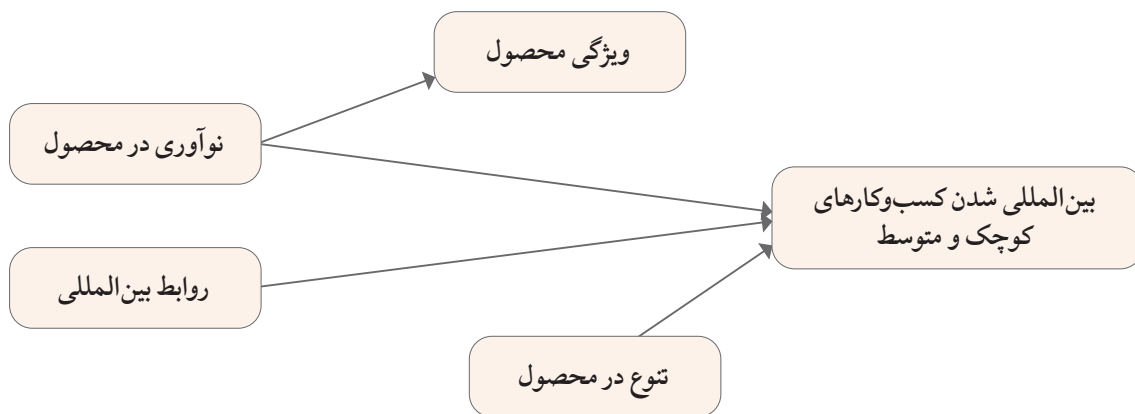 ویژگی محصول
نوآوری در محصول
بین‌المللی شدن کسب‌وکارهای
کوچک و متوسط
روابط بین‌المللی
تنوع در محصول